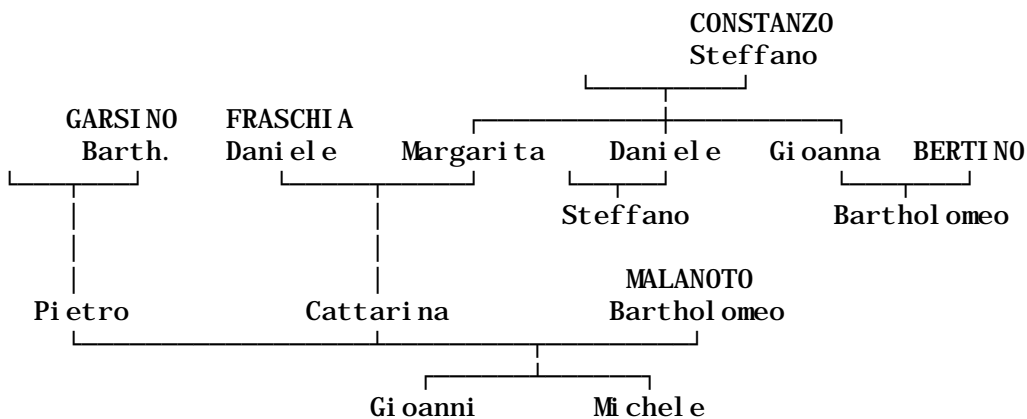 CONSTANZO
Steffano
GARSINO FRASCHIA
Barth. Daniele Margarita Daniele Gioanna BERTINO
Steffano Bartholomeo
MALANOTO
Pietro Cattarina Bartholomeo
Gioanni Michele